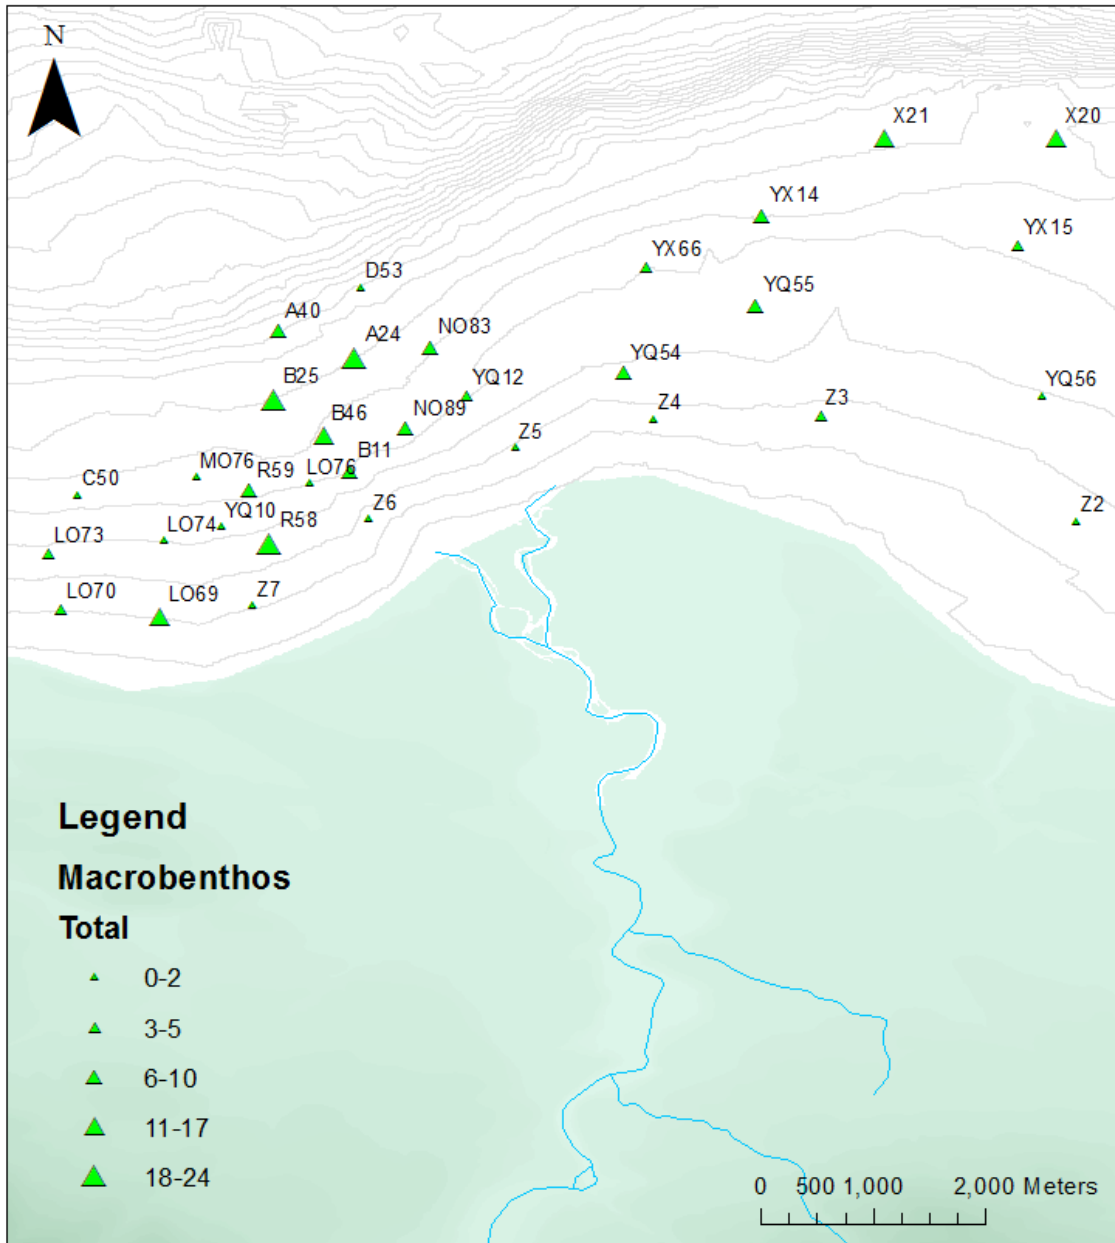 N
X21
X20
YX14
YX15
YX66
D53
YQ55
A40
A24
NO83
YQ54
B25
YQ12
YQ56
B46
NO89
Z4
Z3
Z5
B11
MO76
R59
LO76
C50
YQ10
Z6
Z2
LO74
R58
LO73
LO70
LO69
Z7
Legend
Macrobenthos
Total
0-2
3-5
6-10
11-17
18-24
0 500 1,000 2,000 Meters